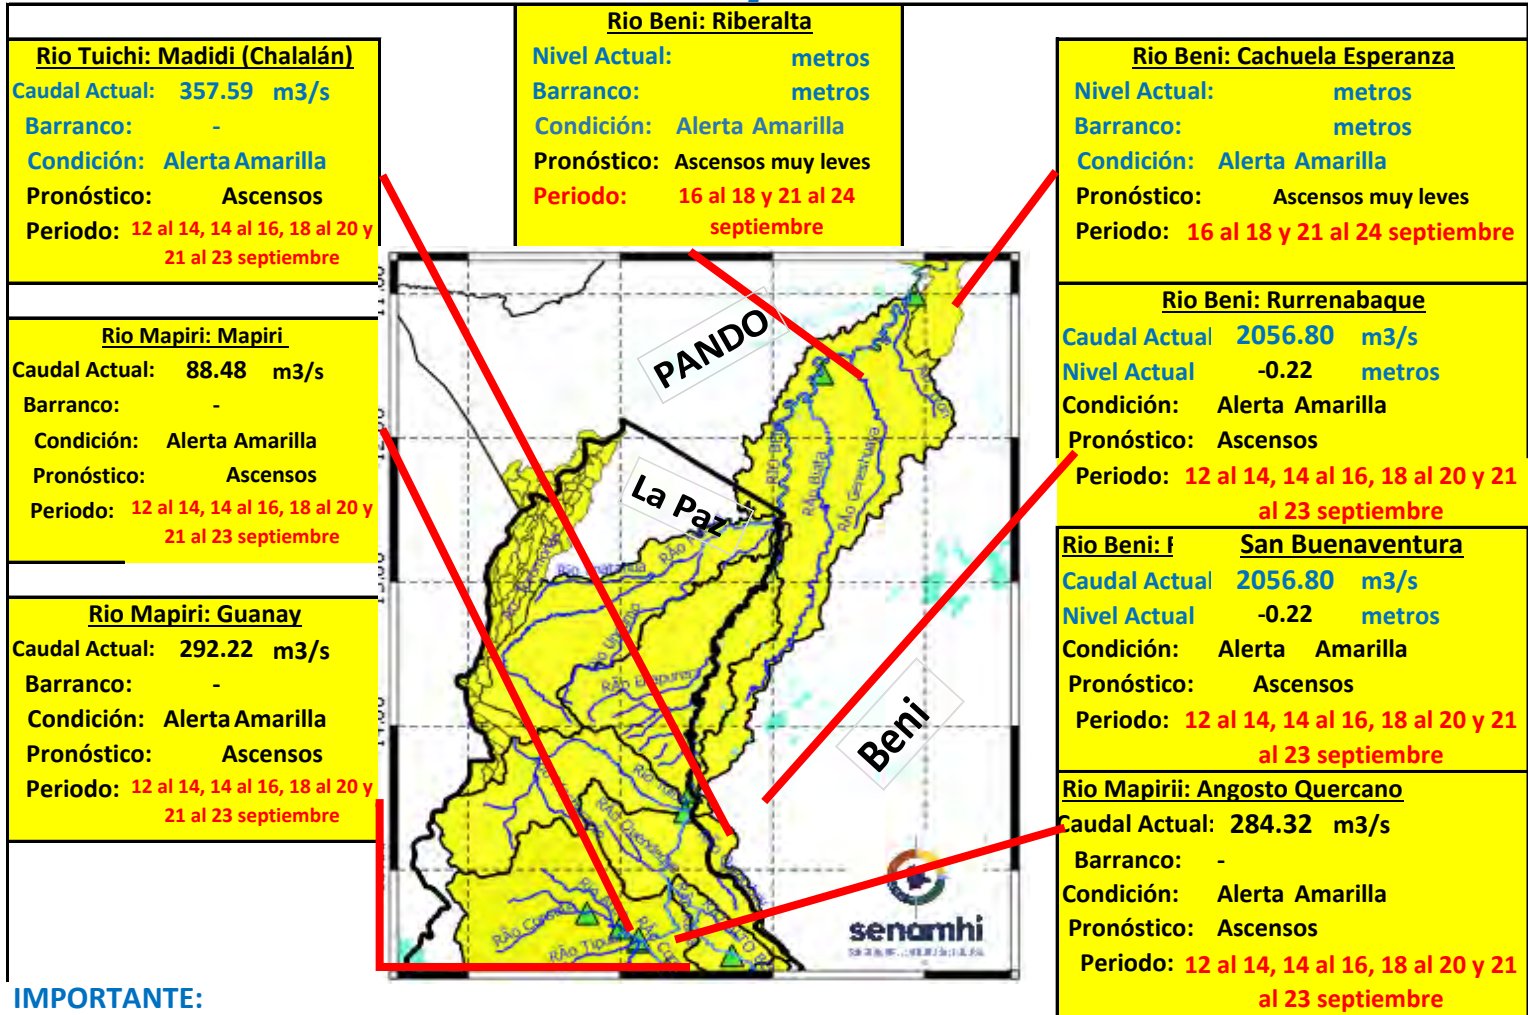 Rio Tuichi: Madidi (Chalalán)
Caudal Actual: 357.59 m3/s
Barranco: -
Condición: Alerta Amarilla
Pronóstico: Ascensos
Periodo: 12 al 14, 14 al 16, 18 al 20 y
21 al 23 septiembre
Rio Mapiri: Mapiri
Caudal Actual: 88.48 m3/s
Barranco: -
Condición: Alerta Amarilla
Pronóstico: Ascensos
Periodo: 12 al 14, 14 al 16, 18 al 20 y
21 al 23 septiembre
Rio Mapiri: Guanay
Caudal Actual: 292.22 m3/s
Barranco: -
Condición: Alerta Amarilla
Pronóstico: Ascensos
Periodo: 12 al 14, 14 al 16, 18 al 20 y
21 al 23 septiembre
Rio Beni: Riberalta
Nivel Actual: metros
Barranco: metros
Condición: Alerta Amarilla
Pronóstico: Ascensos muy leves
Periodo: 16 al 18 y 21 al 24
septiembre
PANDO
La Paz
Beni
RÃo Biata
RÃo Geneshuaya
senamhi
Rio Beni: Cachuela Esperanza
Nivel Actual: metros
Barranco: metros
Condición: Alerta Amarilla
Pronóstico: Ascensos muy leves
Periodo: 16 al 18 y 21 al 24 septiembre
Rio Beni: Rurrenabaque
Caudal Actual 2056.80 m3/s
Nivel Actual -0.22 metros
Condición: Alerta Amarilla
Pronóstico: Ascensos
Periodo: 12 al 14, 14 al 16, 18 al 20 y 21
al 23 septiembre
Rio Beni: San Buenaventura
Caudal Actual 2056.80 m3/s
Nivel Actual -0.22 metros
Condición: Alerta Amarilla
Pronóstico: Ascensos
Periodo: 12 al 14, 14 al 16, 18 al 20 y 21
al 23 septiembre
Rio Mapirii: Angosto Quercano
Caudal Actual: 284.32 m3/s
Barranco: -
Condición: Alerta Amarilla
Pronóstico: Ascensos
Periodo: 12 al 14, 14 al 16, 18 al 20 y 21
al 23 septiembre
IMPORTANTE: